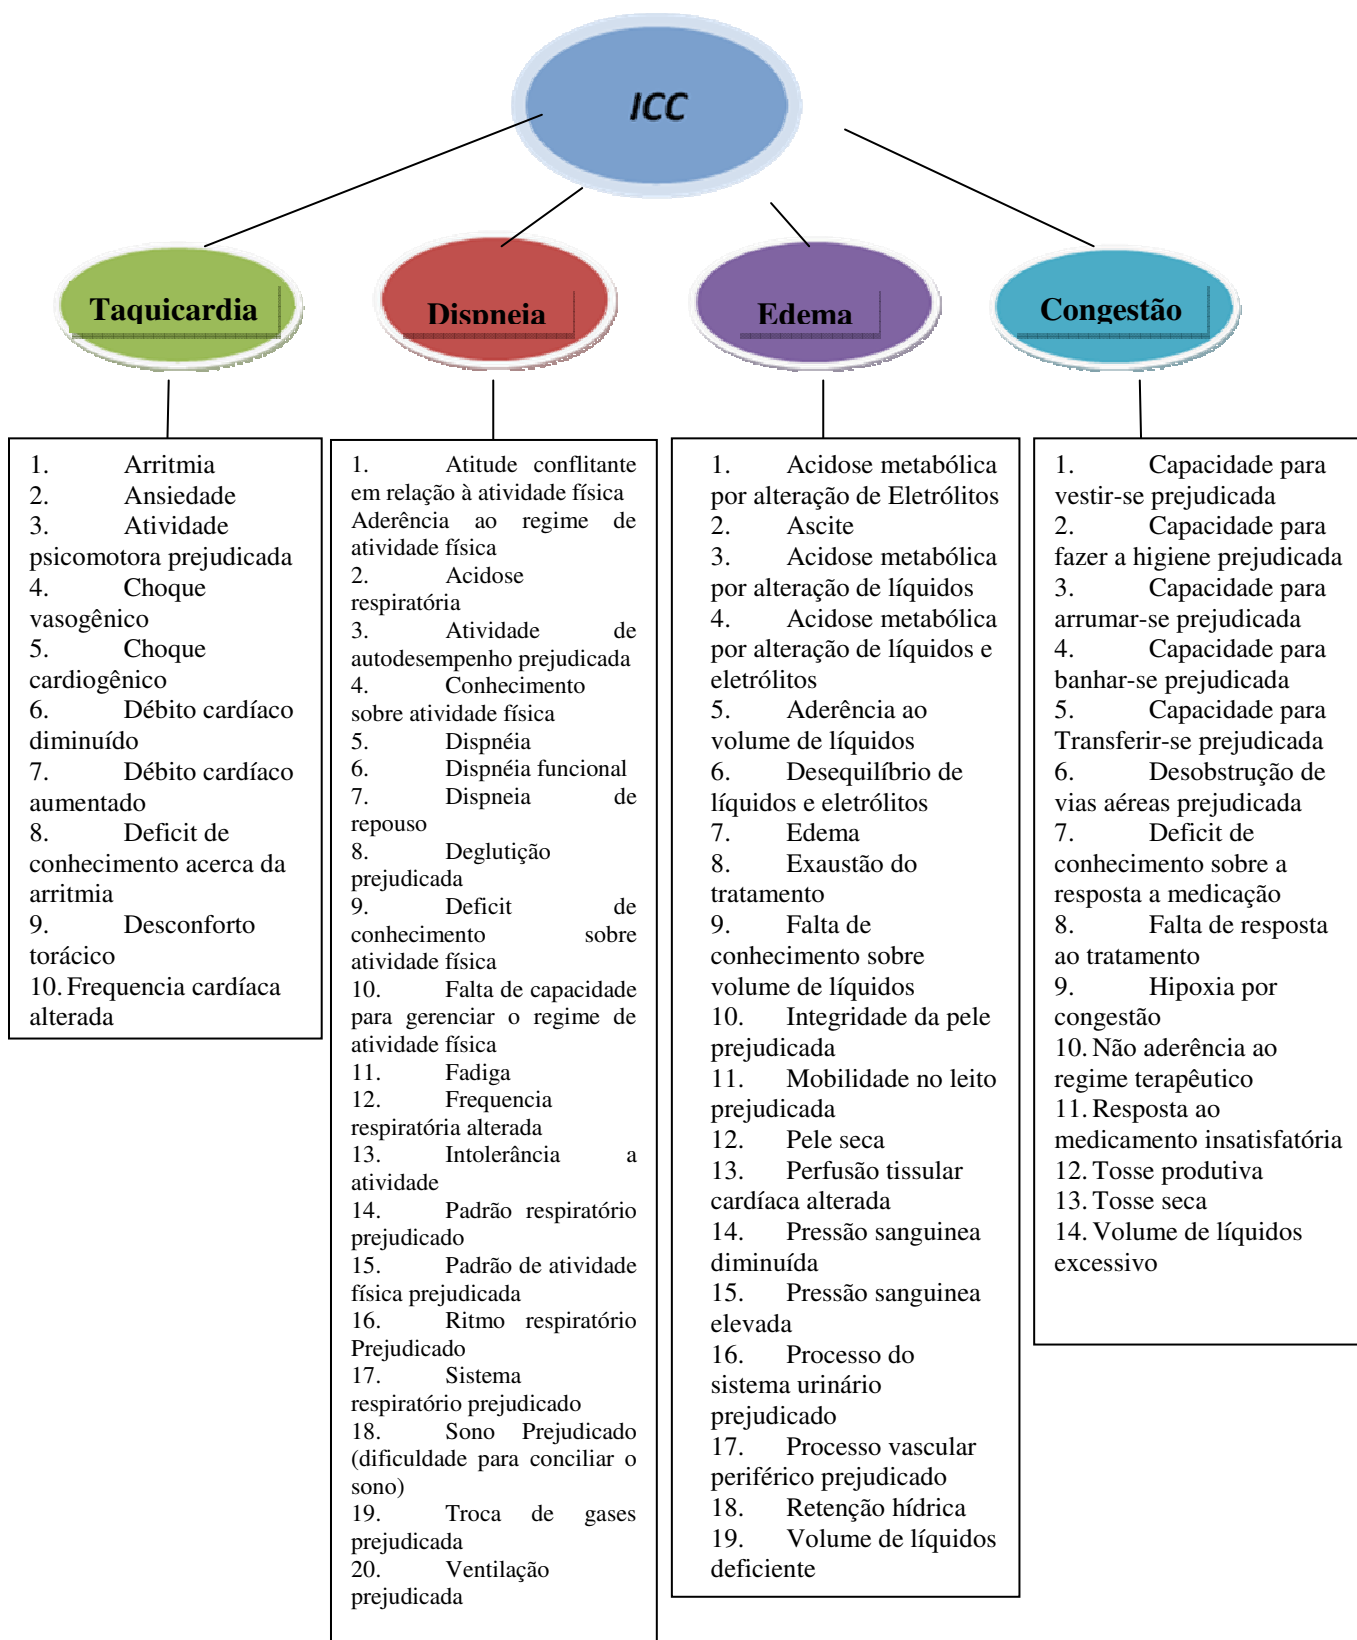 ICC
Taquicardia
Dispneia
Edema
Congestão
1. Arritmia
2. Ansiedade
3. Atividade
psicomotora prejudicada
4. Choque
vasogênico
5. Choque
cardiogênico
6. Débito cardíaco
diminuído
7. Débito cardíaco
aumentado
8. Deficit de
conhecimento acerca da
arritmia
9. Desconforto
torácico
10. Frequencia cardíaca
alterada
1. Atitude conflitante
em relação à atividade física
Aderência ao regime de
atividade física
2. Acidose
respiratória
3. Atividade de
autodesempenho prejudicada
4. Conhecimento
sobre atividade física
5. Dispnéia
6. Dispnéia funcional
7. Dispneia de
repouso
8. Deglutição
prejudicada
9. Deficit de
conhecimento sobre
atividade física
10. Falta de capacidade
para gerenciar o regime de
atividade física
11. Fadiga
12. Frequencia
respiratória alterada
13. Intolerância a
atividade
14. Padrão respiratório
prejudicado
15. Padrão de atividade
física prejudicada
16. Ritmo respiratório
Prejudicado
17. Sistema
respiratório prejudicado
18. Sono Prejudicado
(dificuldade para conciliar o
sono)
19. Troca de gases
prejudicada
20. Ventilação
prejudicada
1. Acidose metabólica
por alteração de Eletrólitos
2. Ascite
3. Acidose metabólica
por alteração de líquidos
4. Acidose metabólica
por alteração de líquidos e
eletrólitos
5. Aderência ao
volume de líquidos
6. Desequilíbrio de
líquidos e eletrólitos
7. Edema
8. Exaustão do
tratamento
9. Falta de
conhecimento sobre
volume de líquidos
10. Integridade da pele
prejudicada
11. Mobilidade no leito
prejudicada
12. Pele seca
13. Perfusão tissular
cardíaca alterada
14. Pressão sanguinea
diminuída
15. Pressão sanguinea
elevada
16. Processo do
sistema urinário
prejudicado
17. Processo vascular
periférico prejudicado
18. Retenção hídrica
19. Volume de líquidos
deficiente
1. Capacidade para
vestir-se prejudicada
2. Capacidade para
fazer a higiene prejudicada
3. Capacidade para
arrumar-se prejudicada
4. Capacidade para
banhar-se prejudicada
5. Capacidade para
Transferir-se prejudicada
6. Desobstrução de
vias aéreas prejudicada
7. Deficit de
conhecimento sobre a
resposta a medicação
8. Falta de resposta
ao tratamento
9. Hipoxia por
congestão
10. Não aderência ao
regime terapêutico
11. Resposta ao
medicamento insatisfatória
12. Tosse produtiva
13. Tosse seca
14. Volume de líquidos
excessivo